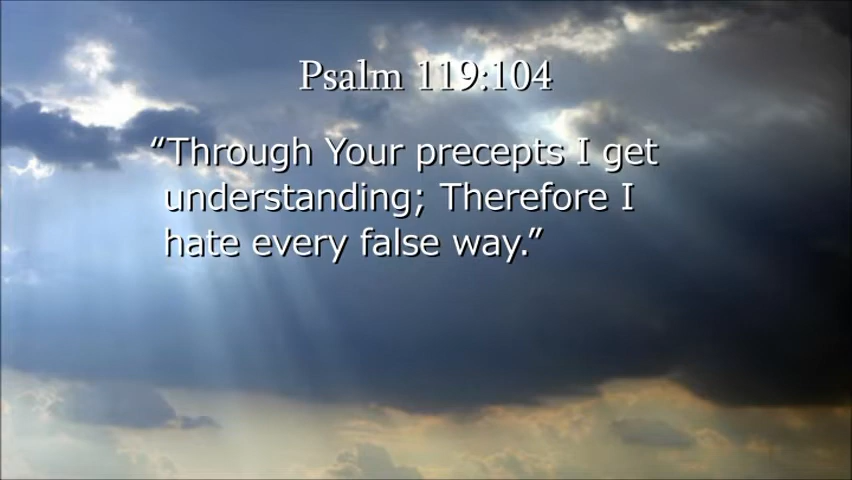 Psalm 119:104
“Through Your precepts I get
understanding; Therefore I
hate every false way.”